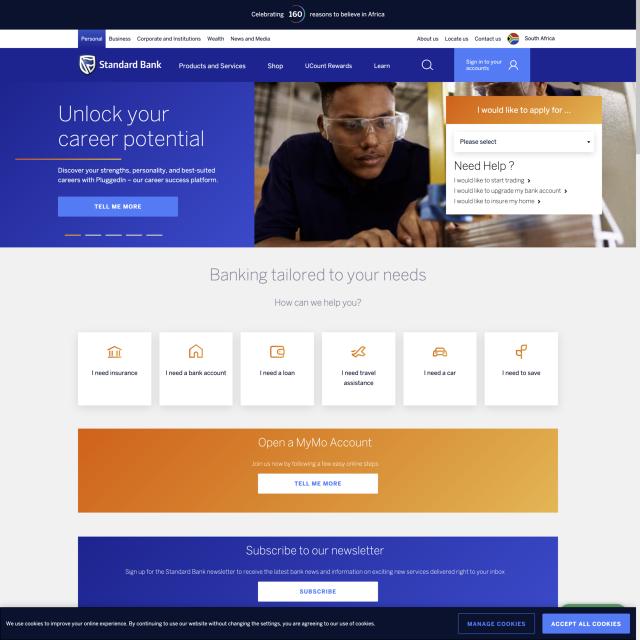 Celebrating 160 reasons to believe in Africa
Personal Business Corporate and Institutions Wealth News and Media About us Locate us Contact us South Africa
Standard Bank Products and Services Shop UCount Rewards Learn Sign in to your accounts
Unlock your
career potential
Discover your strengths, personality, and best-suited
careers with Pluggedin – our career success platform.
TELL ME MORE
I would like to apply for ...
Please select
Need Help ?
I would like to start trading
I would like to upgrade my bank account
I would like to insure my home
Banking tailored to your needs
How can we help you?
I need insurance
I need a bank account
I need a loan
I need travel
assistance
I need a car
I need to save
Open a MyMo Account
Join us now by following a few easy online steps
TELL ME MORE
Subscribe to our newsletter
Sign up for the Standard Bank newsletter to receive the latest bank news and information on exciting new services delivered right to your inbox
SUBSCRIBE
We use cookies to improve your online experience. By continuing to use our website without changing the settings, you are agreeing to our use of cookies.
MANAGE COOKIES
ACCEPT ALL COOKIES